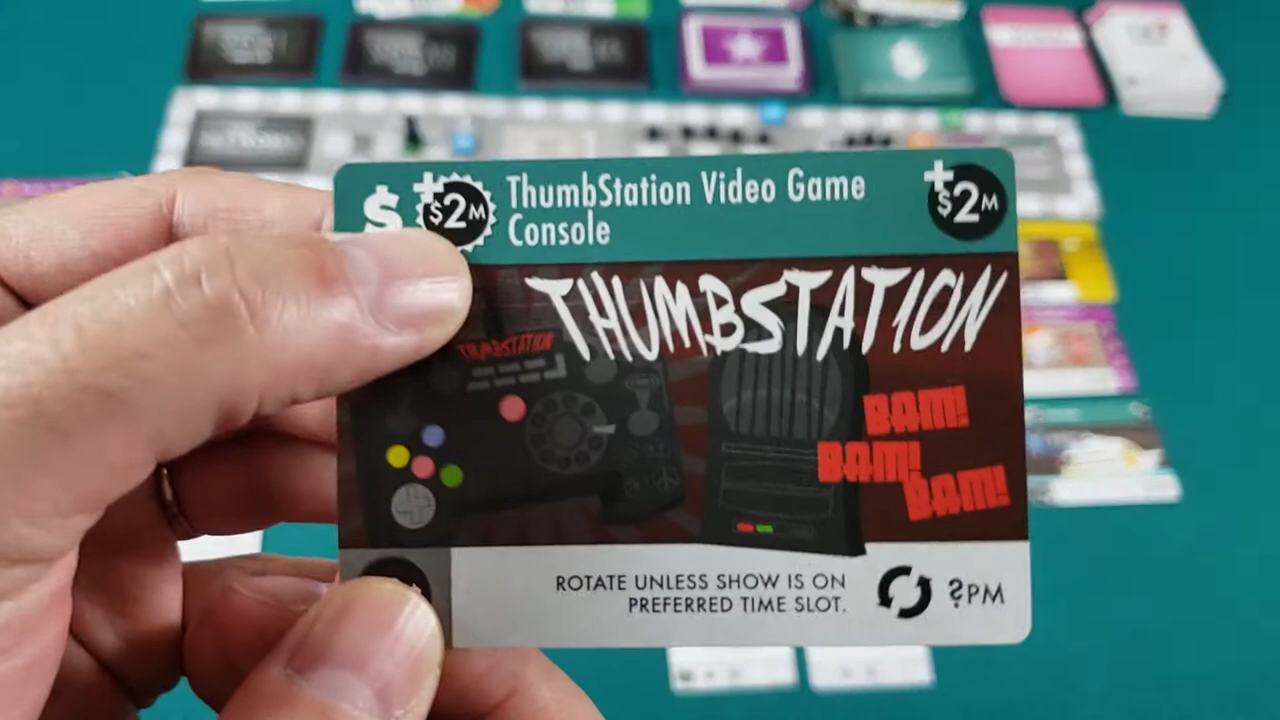 $ +$2M ThumbStation Video Game +$2M
Console
THUMBSTATION
THUMBSTATION
BAM!
BAM!
BAM!
ROTATE UNLESS SHOW IS ON
PREFERRED TIME SLOT.
?PM